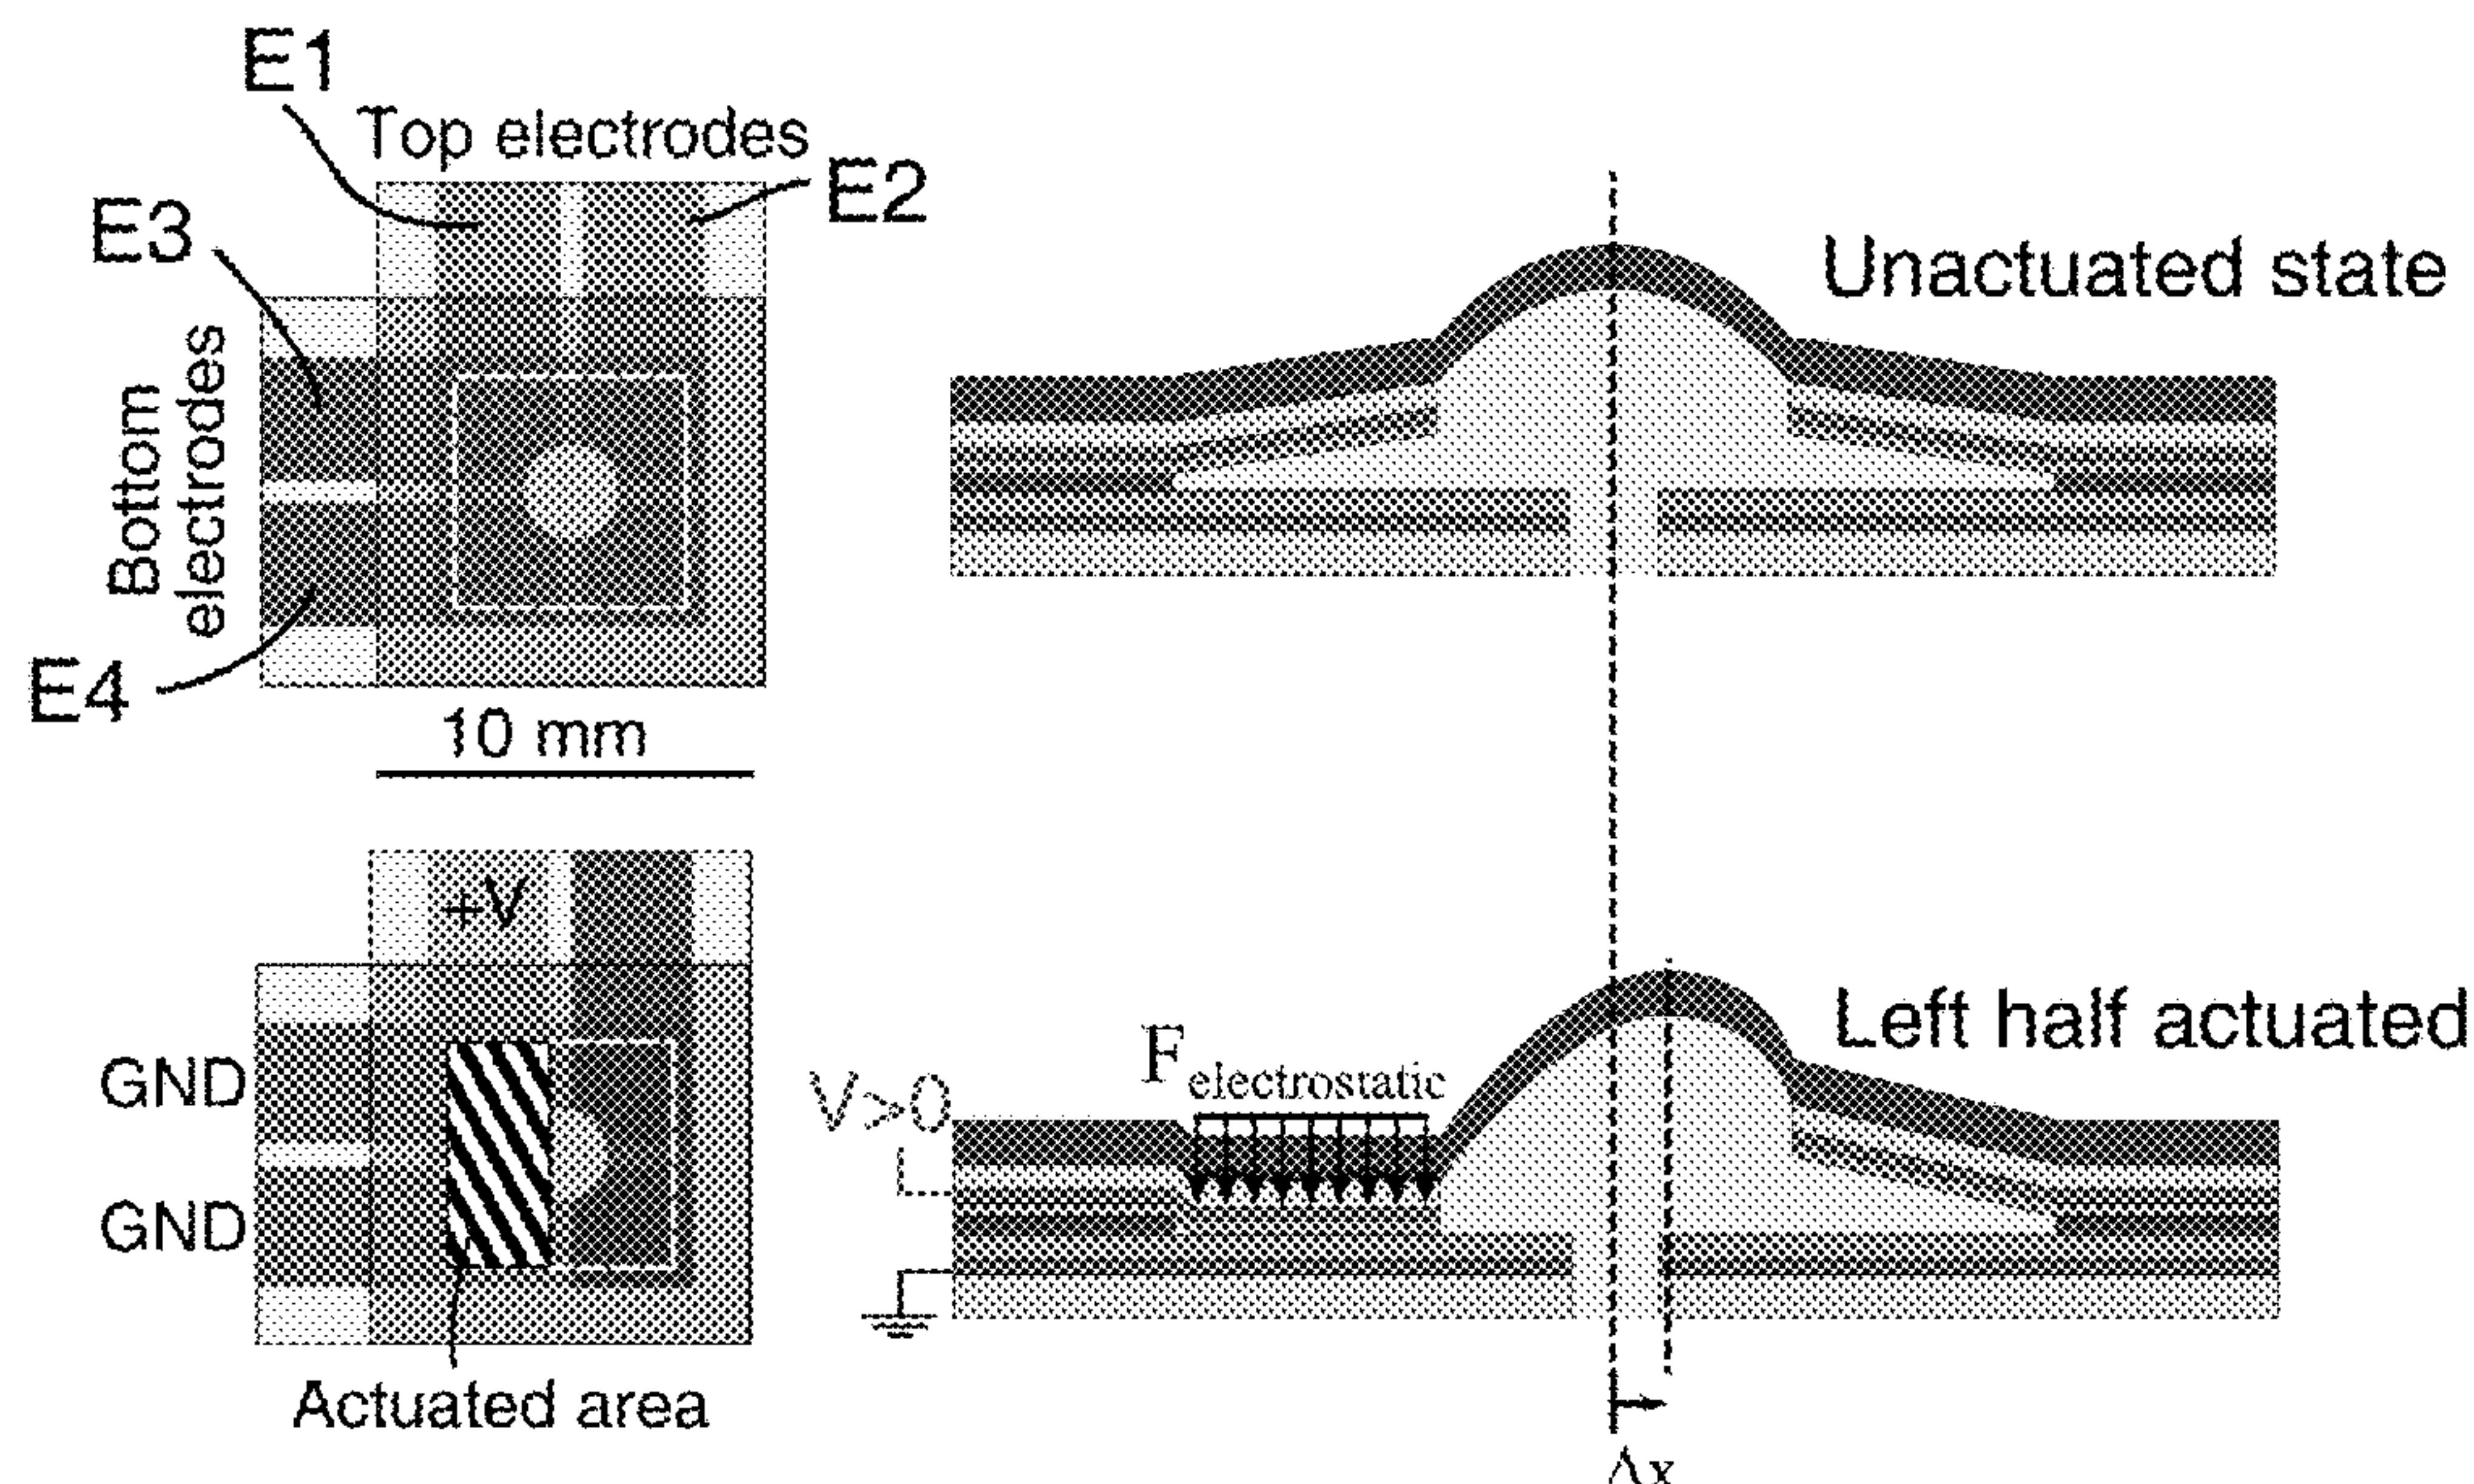 E1
Top electrodes
E2
E3
Bottom
electrodes
E4
10 mm
Unactuated state
+V
GND
GND
Actuated area
V>0
Felectrostatic
Left half actuated
Δx